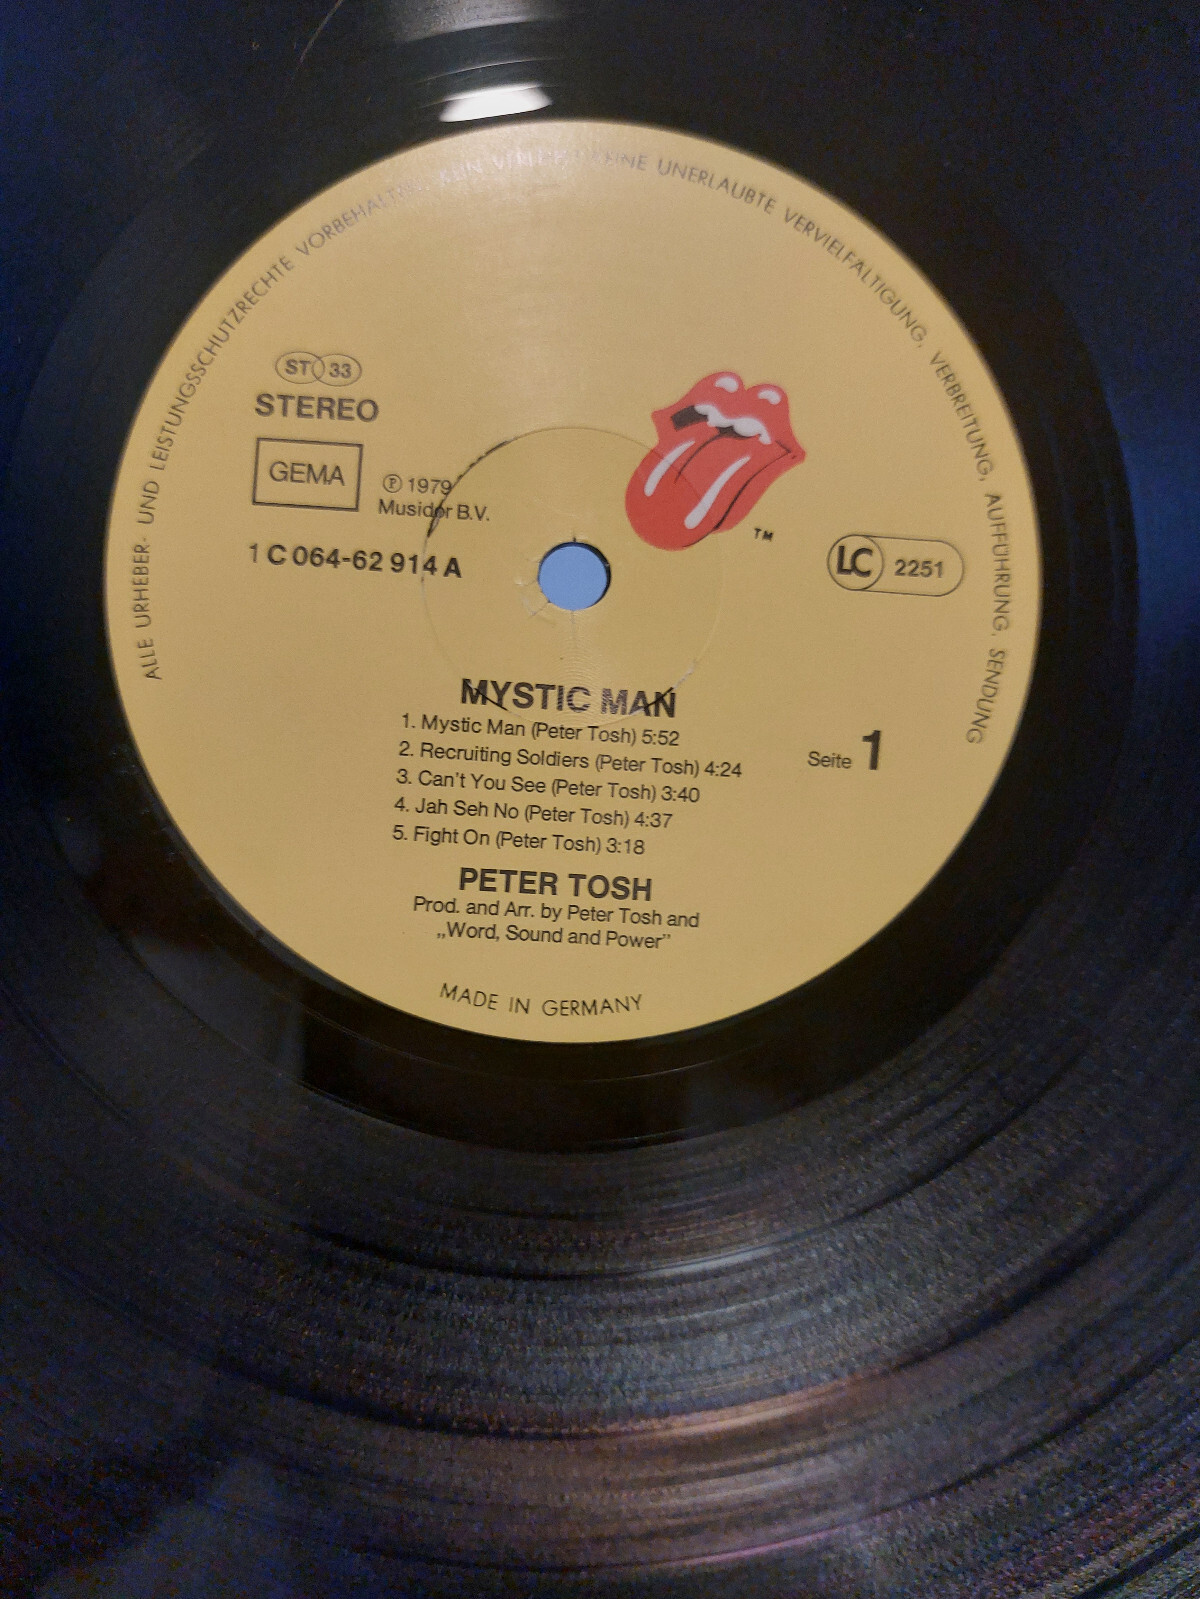 ALLE URHEBER- UND LEISTUNGSSCHUTZRECHTE VORBEHALTEN. KEIN VERLEIH! KEINE UNERLAUBTE VERVIELFÄLTIGUNG, VERBREITUNG, AUFFÜHRUNG, SENDUNG
ST 33
STEREO
GEMA
℗ 1979
Musidor B.V.
1 C 064-62 914 A
TM
LC 2251
MYSTIC MAN
1. Mystic Man (Peter Tosh) 5:52
2. Recruiting Soldiers (Peter Tosh) 4:24
3. Can't You See (Peter Tosh) 3:40
4. Jah Seh No (Peter Tosh) 4:37
5. Fight On (Peter Tosh) 3:18
Seite 1
PETER TOSH
Prod. and Arr. by Peter Tosh and
„Word, Sound and Power”
MADE IN GERMANY